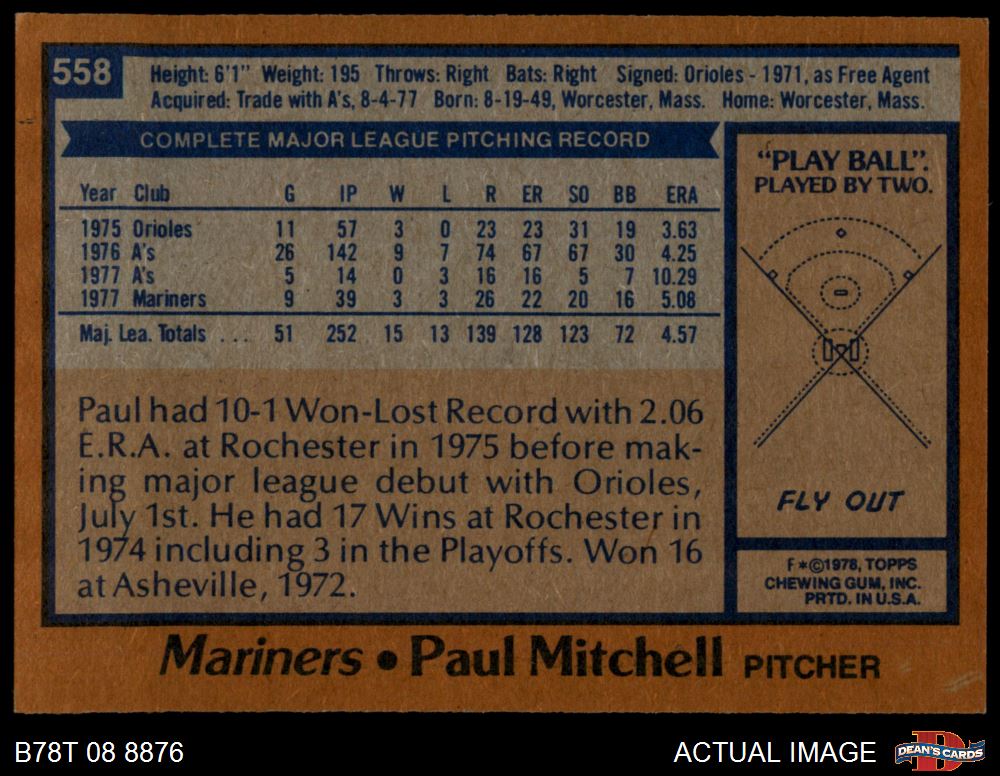 558
Height: 6'1" Weight: 195 Throws: Right Bats: Right Signed: Orioles - 1971, as Free Agent
Acquired: Trade with A's, 8-4-77 Born: 8-19-49, Worcester, Mass. Home: Worcester, Mass.
COMPLETE MAJOR LEAGUE PITCHING RECORD
Year Club G IP W L R ER SO BB ERA
1975 Orioles 11 57 3 0 23 23 31 19 3.63
1976 A's 26 142 9 7 74 67 67 30 4.25
1977 A's 5 14 0 3 16 16 5 7 10.29
1977 Mariners 9 39 3 3 26 22 20 16 5.08
Maj. Lea. Totals . . . 51 252 15 13 139 128 123 72 4.57
Paul had 10-1 Won-Lost Record with 2.06
E.R.A. at Rochester in 1975 before mak-
ing major league debut with Orioles,
July 1st. He had 17 Wins at Rochester in
1974 including 3 in the Playoffs. Won 16
at Asheville, 1972.
"PLAY BALL".
PLAYED BY TWO.
FLY OUT
F*©1978, TOPPS
CHEWING GUM, INC.
PRTD. IN U.S.A.
Mariners • Paul Mitchell PITCHER
B78T 08 8876
ACTUAL IMAGE
D
DEAN'S CARDS